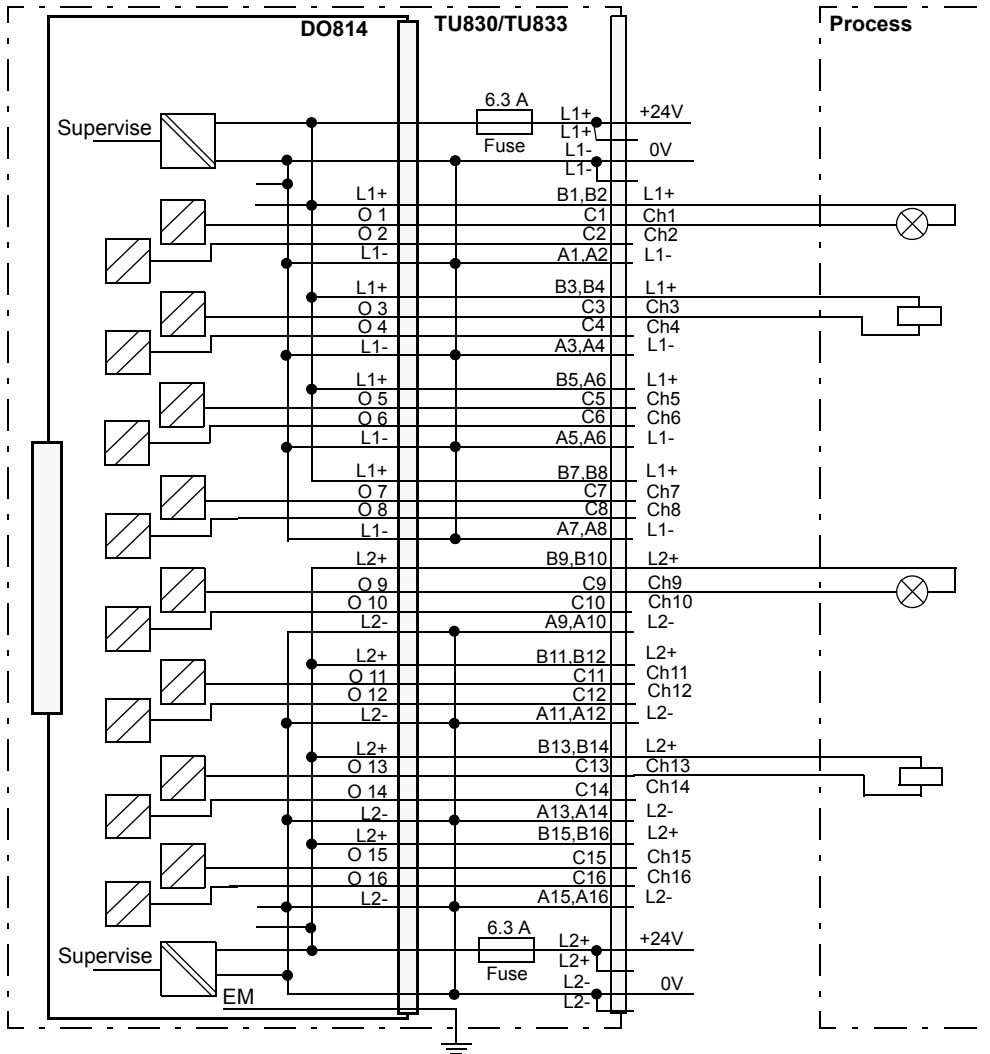 DO814 TU830/TU833 Process
6.3 A L1+ +24V
Supervise L1+
Fuse L1- 0V
L1-
L1+ B1,B2 L1+
O 1 C1 Ch1
O 2 C2 Ch2
L1- A1,A2 L1-
L1+ B3,B4 L1+
O 3 C3 Ch3
O 4 C4 Ch4
L1- A3,A4 L1-
L1+ B5,A6 L1+
O 5 C5 Ch5
O 6 C6 Ch6
L1- A5,A6 L1-
L1+ B7,B8 L1+
O 7 C7 Ch7
O 8 C8 Ch8
L1- A7,A8 L1-
L2+ B9,B10 L2+
O 9 C9 Ch9
O 10 C10 Ch10
L2- A9,A10 L2-
L2+ B11,B12 L2+
O 11 C11 Ch11
O 12 C12 Ch12
L2- A11,A12 L2-
L2+ B13,B14 L2+
O 13 C13 Ch13
O 14 C14 Ch14
L2- A13,A14 L2-
L2+ B15,B16 L2+
O 15 C15 Ch15
O 16 C16 Ch16
L2- A15,A16 L2-
6.3 A L2+ +24V
Supervise L2+
Fuse L2- 0V
EM L2-